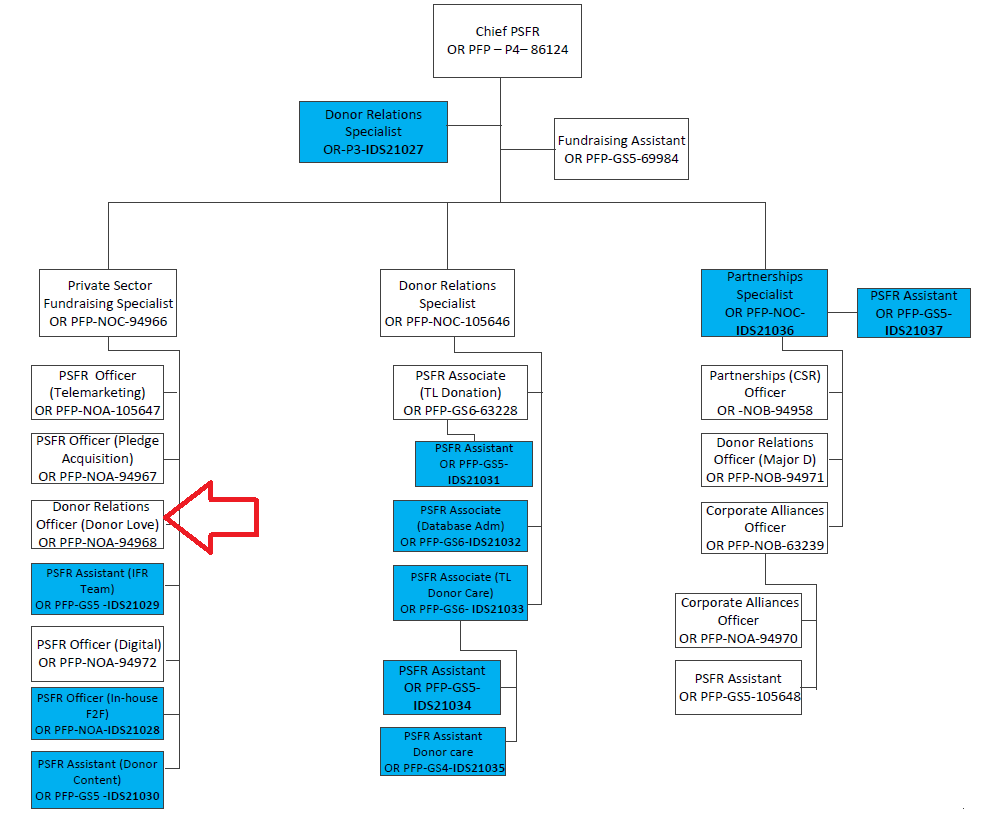 Chief PSFR
OR PFP – P4– 86124
Donor Relations
Specialist
OR-P3-IDS21027
Fundraising Assistant
OR PFP-GS5-69984
Private Sector
Fundraising Specialist
OR PFP-NOC-94966
PSFR Officer
(Telemarketing)
OR PFP-NOA-105647
PSFR Officer (Pledge
Acquisition)
OR PFP-NOA-94967
Donor Relations
Officer (Donor Love)
OR PFP-NOA-94968
PSFR Assistant (IFR
Team)
OR PFP-GS5 -IDS21029
PSFR Officer (Digital)
OR PFP-NOA-94972
PSFR Officer (In-house
F2F)
OR PFP-NOA-IDS21028
PSFR Assistant (Donor
Content)
OR PFP-GS5 -IDS21030
Donor Relations
Specialist
OR PFP-NOC-105646
PSFR Associate
(TL Donation)
OR PFP-GS6-63228
PSFR Assistant
OR PFP-GS5-
IDS21031
PSFR Associate
(Database Adm)
OR PFP-GS6-IDS21032
PSFR Associate (TL
Donor Care)
OR PFP-GS6- IDS21033
PSFR Assistant
OR PFP-GS5-
IDS21034
PSFR Assistant
Donor care
OR PFP-GS4-IDS21035
Partnerships
Specialist
OR PFP-NOC-
IDS21036
PSFR Assistant
OR PFP-GS5-
IDS21037
Partnerships (CSR)
Officer
OR -NOB-94958
Donor Relations
Officer (Major D)
OR PFP-NOB-94971
Corporate Alliances
Officer
OR PFP-NOB-63239
Corporate Alliances
Officer
OR PFP-NOA-94970
PSFR Assistant
OR PFP-GS5-105648